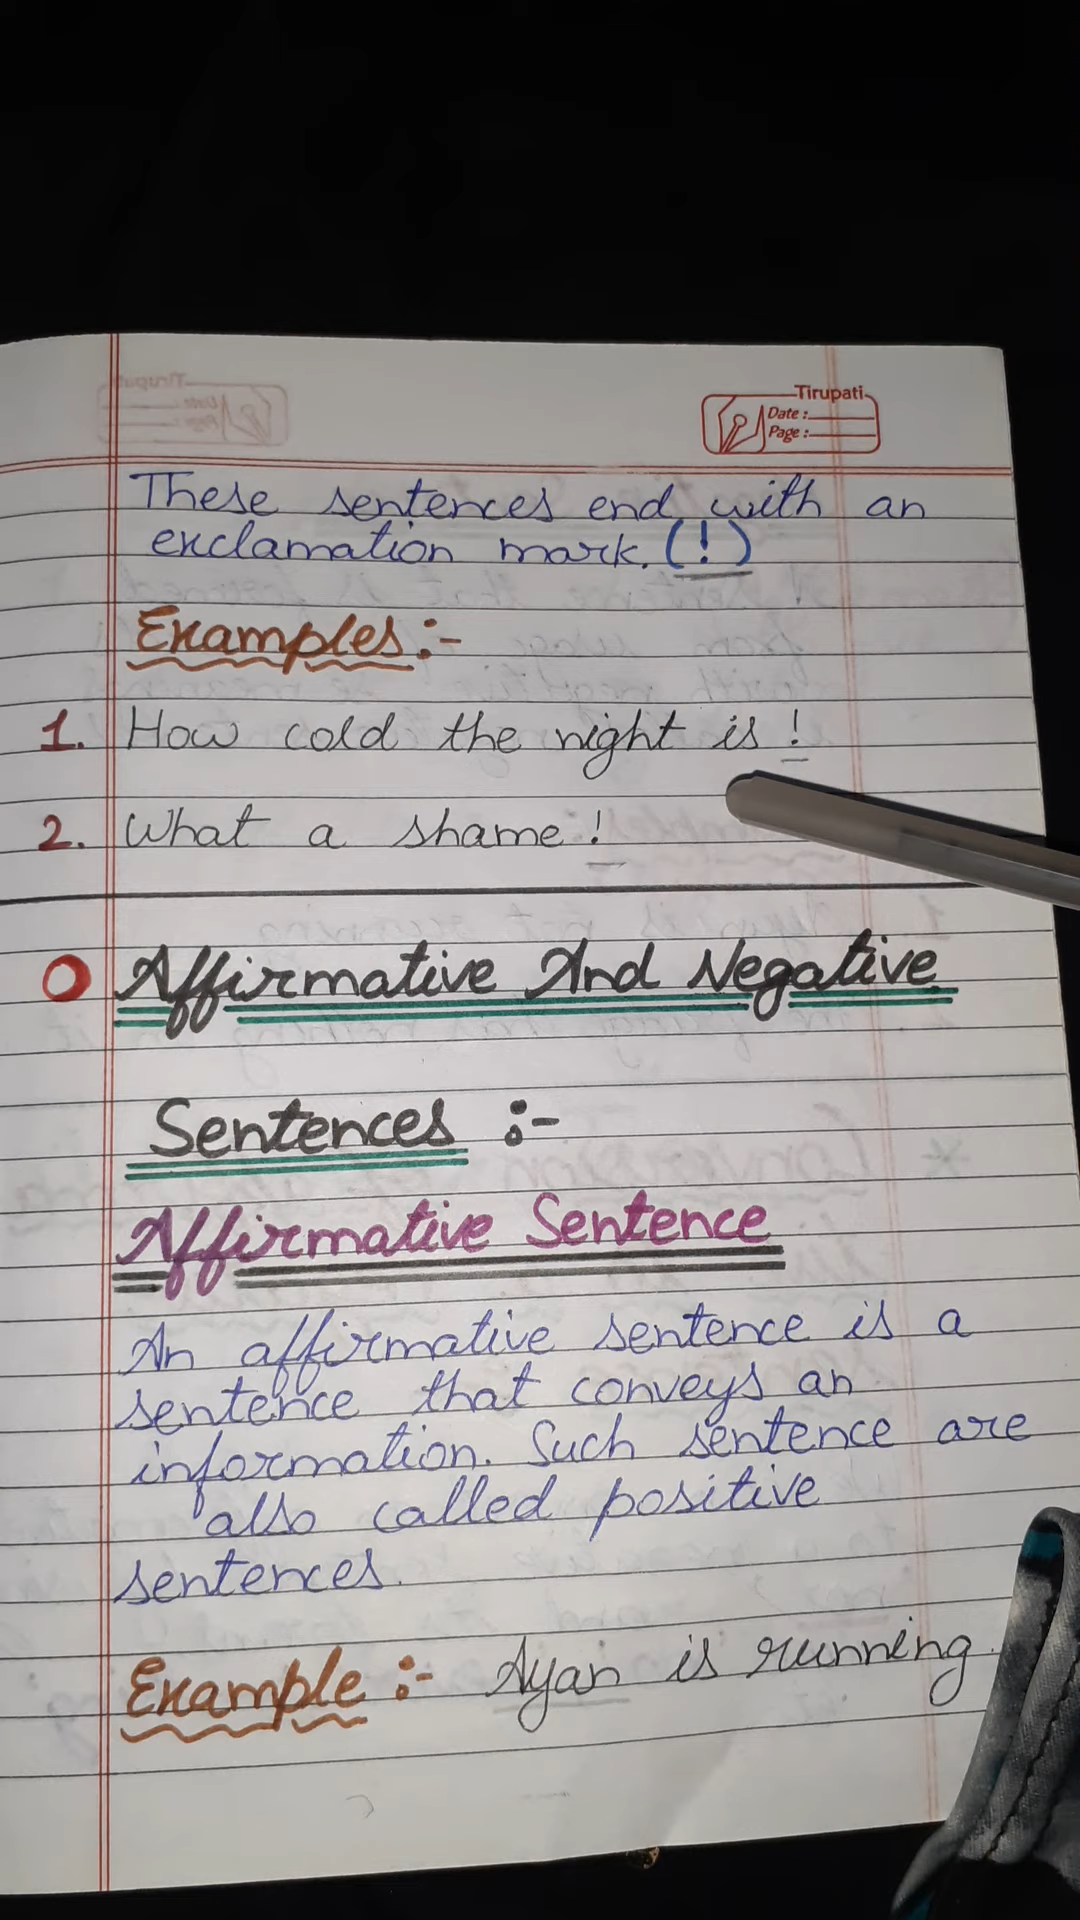 Tirupati
Date :
Page :
These sentences end with an
exclamation mark. (!)
Examples :-
1. How cold the night is !
2. What a shame !
Affirmative And Negative
Sentences :-
Affirmative Sentence
An affirmative sentence is a
sentence that conveys an
information. Such sentence are
also called positive
sentences.
Example :- Ayan is running.